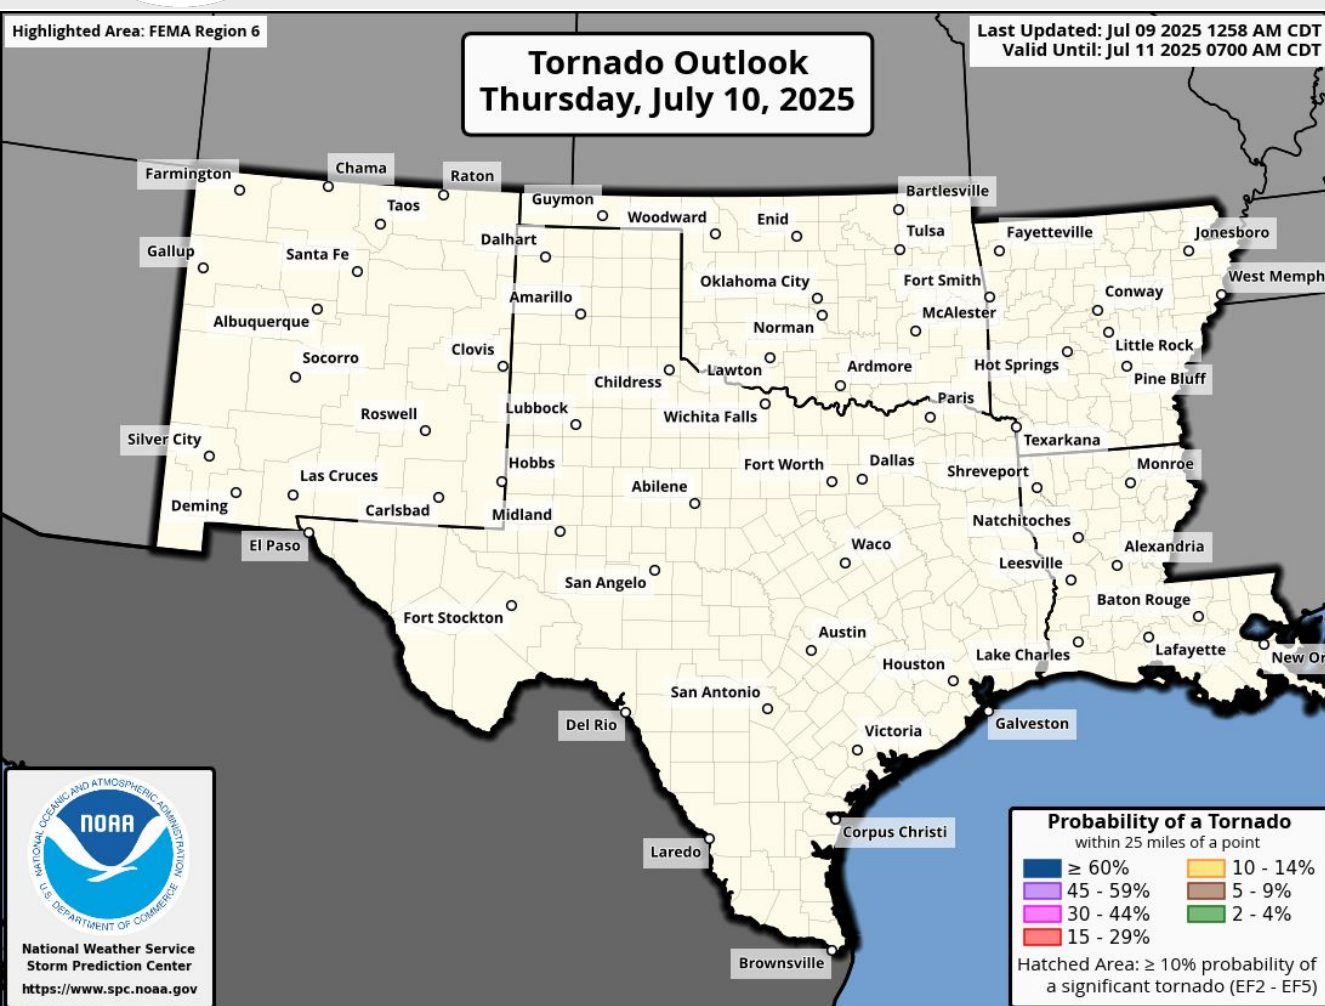 Highlighted Area: FEMA Region 6
Last Updated: Jul 09 2025 1258 AM CDT
Valid Until: Jul 11 2025 0700 AM CDT
Tornado Outlook
Thursday, July 10, 2025
Farmington
Chama
Raton
Taos
Guymon
Woodward
Enid
Bartlesville
Tulsa
Fayetteville
Jonesboro
Gallup
Santa Fe
Dalhart
Oklahoma City
Fort Smith
West Memph
Conway
Albuquerque
Amarillo
Norman
McAlester
Little Rock
Socorro
Clovis
Childress
Lawton
Ardmore
Hot Springs
Pine Bluff
Roswell
Lubbock
Wichita Falls
Paris
Texarkana
Silver City
Las Cruces
Hobbs
Abilene
Fort Worth
Dallas
Shreveport
Monroe
Deming
Carlsbad
Midland
Natchitoches
El Paso
San Angelo
Waco
Leesville
Alexandria
Fort Stockton
Baton Rouge
Austin
Houston
Lake Charles
Lafayette
New Or
San Antonio
Del Rio
Victoria
Galveston
Corpus Christi
Laredo
Brownsville
NATIONAL OCEANIC AND ATMOSPHERIC ADMINISTRATION
NOAA
U.S. DEPARTMENT OF COMMERCE
National Weather Service
Storm Prediction Center
https://www.spc.noaa.gov
Probability of a Tornado
within 25 miles of a point
≥ 60%
10 - 14%
45 - 59%
5 - 9%
30 - 44%
2 - 4%
15 - 29%
Hatched Area: ≥ 10% probability of
a significant tornado (EF2 - EF5)